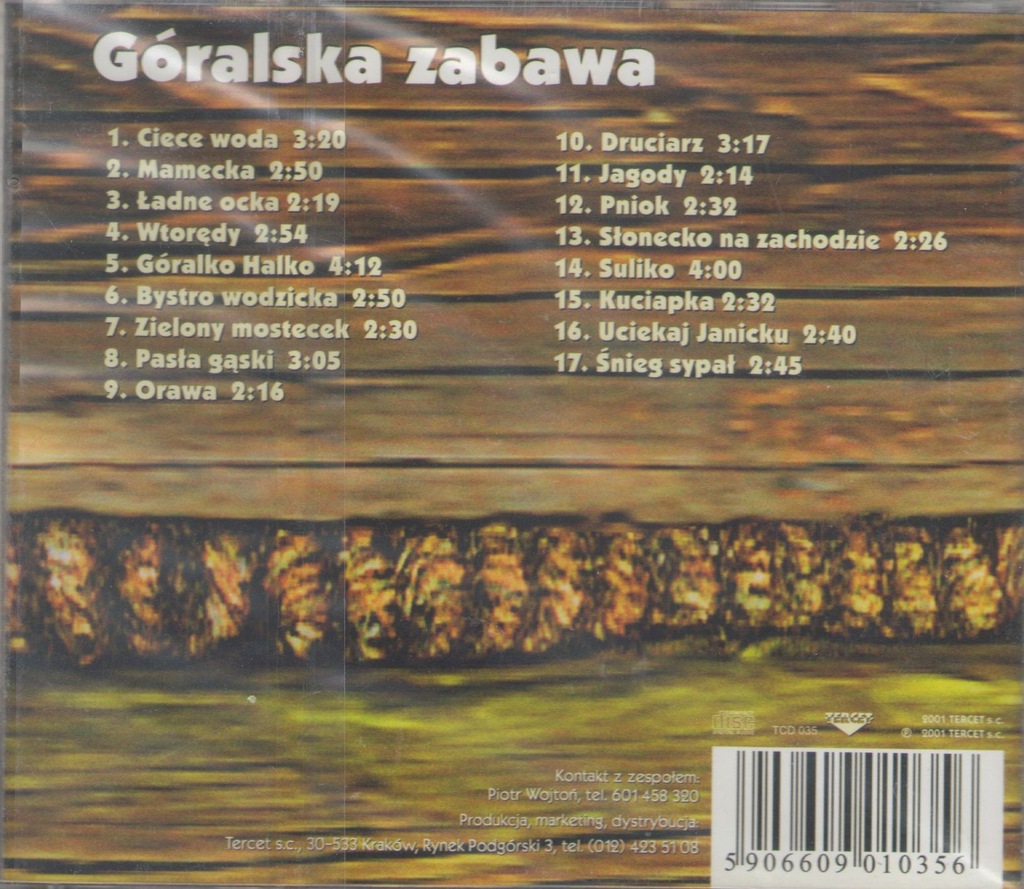 Góralska zabawa
1. Ciece woda 3:20
2. Mamecka 2:50
3. Ładne ocka 2:19
4. Wtorędy 2:54
5. Góralko Halko 4:12
6. Bystro wodzicka 2:50
7. Zielony mostecek 2:30
8. Pasła gąski 3:05
9. Orawa 2:16
10. Druciarz 3:17
11. Jagody 2:14
12. Pniok 2:32
13. Słonecko na zachodzie 2:26
14. Suliko 4:00
15. Kuciapka 2:32
16. Uciekaj Janicku 2:40
17. Śnieg sypał 2:45
disc
TCD 035
TERCET
2001 TERCET s.c.
℗ 2001 TERCET s.c.
Kontakt z zespołem:
Piotr Wojtoń, tel. 601 458 320
Produkcja, marketing, dystrybucja:
Tercet s.c., 30-533 Kraków, Rynek Podgórski 3, tel. (012) 423 51 08
5 906609 010356